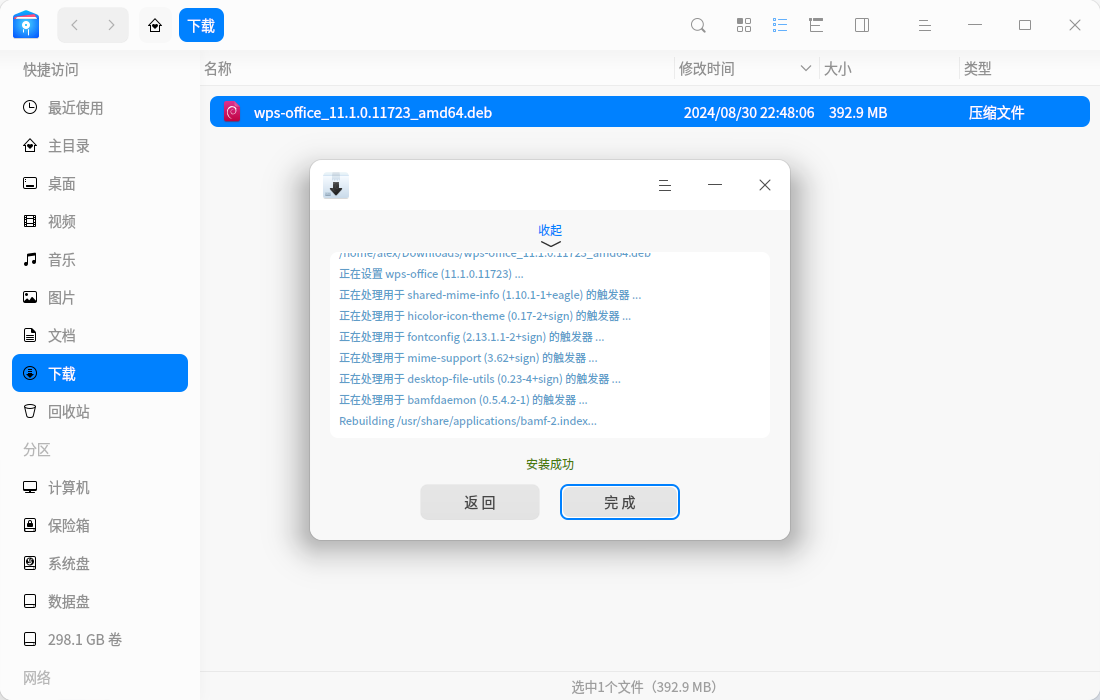 下载
快捷访问
最近使用
主目录
桌面
视频
音乐
图片
文档
下载
回收站
分区
计算机
保险箱
系统盘
数据盘
298.1 GB 卷
网络
名称 修改时间 大小 类型
wps-office_11.1.0.11723_amd64.deb 2024/08/30 22:48:06 392.9 MB 压缩文件
收起
/home/alex/Downloads/wps-office_11.1.0.11723_amd64.deb
正在设置 wps-office (11.1.0.11723) ...
正在处理用于 shared-mime-info (1.10.1-1+eagle) 的触发器 ...
正在处理用于 hicolor-icon-theme (0.17-2+sign) 的触发器 ...
正在处理用于 fontconfig (2.13.1.1-2+sign) 的触发器 ...
正在处理用于 mime-support (3.62+sign) 的触发器 ...
正在处理用于 desktop-file-utils (0.23-4+sign) 的触发器 ...
正在处理用于 bamfdaemon (0.5.4.2-1) 的触发器 ...
Rebuilding /usr/share/applications/bamf-2.index...
安装成功
返回 完成
选中1个文件（392.9 MB）